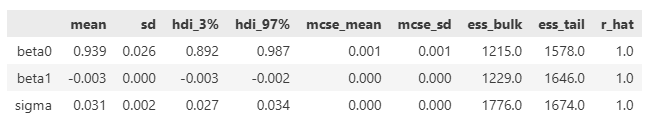 mean sd hdi_3% hdi_97% mcse_mean mcse_sd ess_bulk ess_tail r_hat
beta0 0.939 0.026 0.892 0.987 0.001 0.001 1215.0 1578.0 1.0
beta1 -0.003 0.000 -0.003 -0.002 0.000 0.000 1229.0 1646.0 1.0
sigma 0.031 0.002 0.027 0.034 0.000 0.000 1776.0 1674.0 1.0